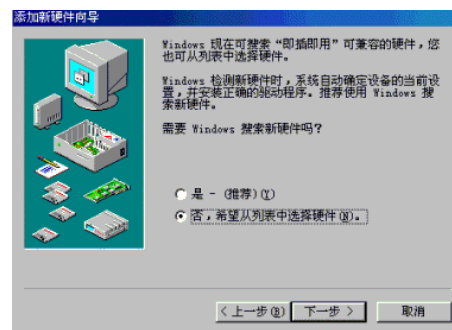 添加新硬件向导
Windows 现在可搜索“即插即用”可兼容的硬件，您
也可从列表中选择硬件。
Windows 检测新硬件时，系统自动确定设备的当前设
置，并安装正确的驱动程序。推荐使用 Windows 搜
索新硬件。
需要 Windows 搜索新硬件吗？
是 - (推荐)(Y)
否，希望从列表中选择硬件(N)。
< 上一步(B) 下一步 > 取消